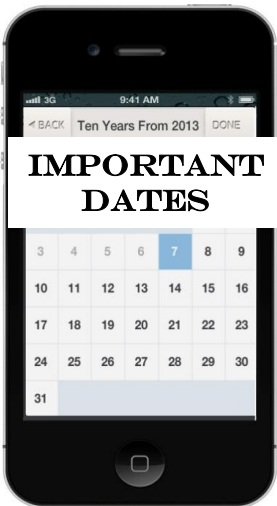 3G 9:41 AM
BACK Ten Years From 2013 DONE
IMPORTANT
DATES
3 4 5 6 7 8 9
10 11 12 13 14 15 16
17 18 19 20 21 22 23
24 25 26 27 28 29 30
31